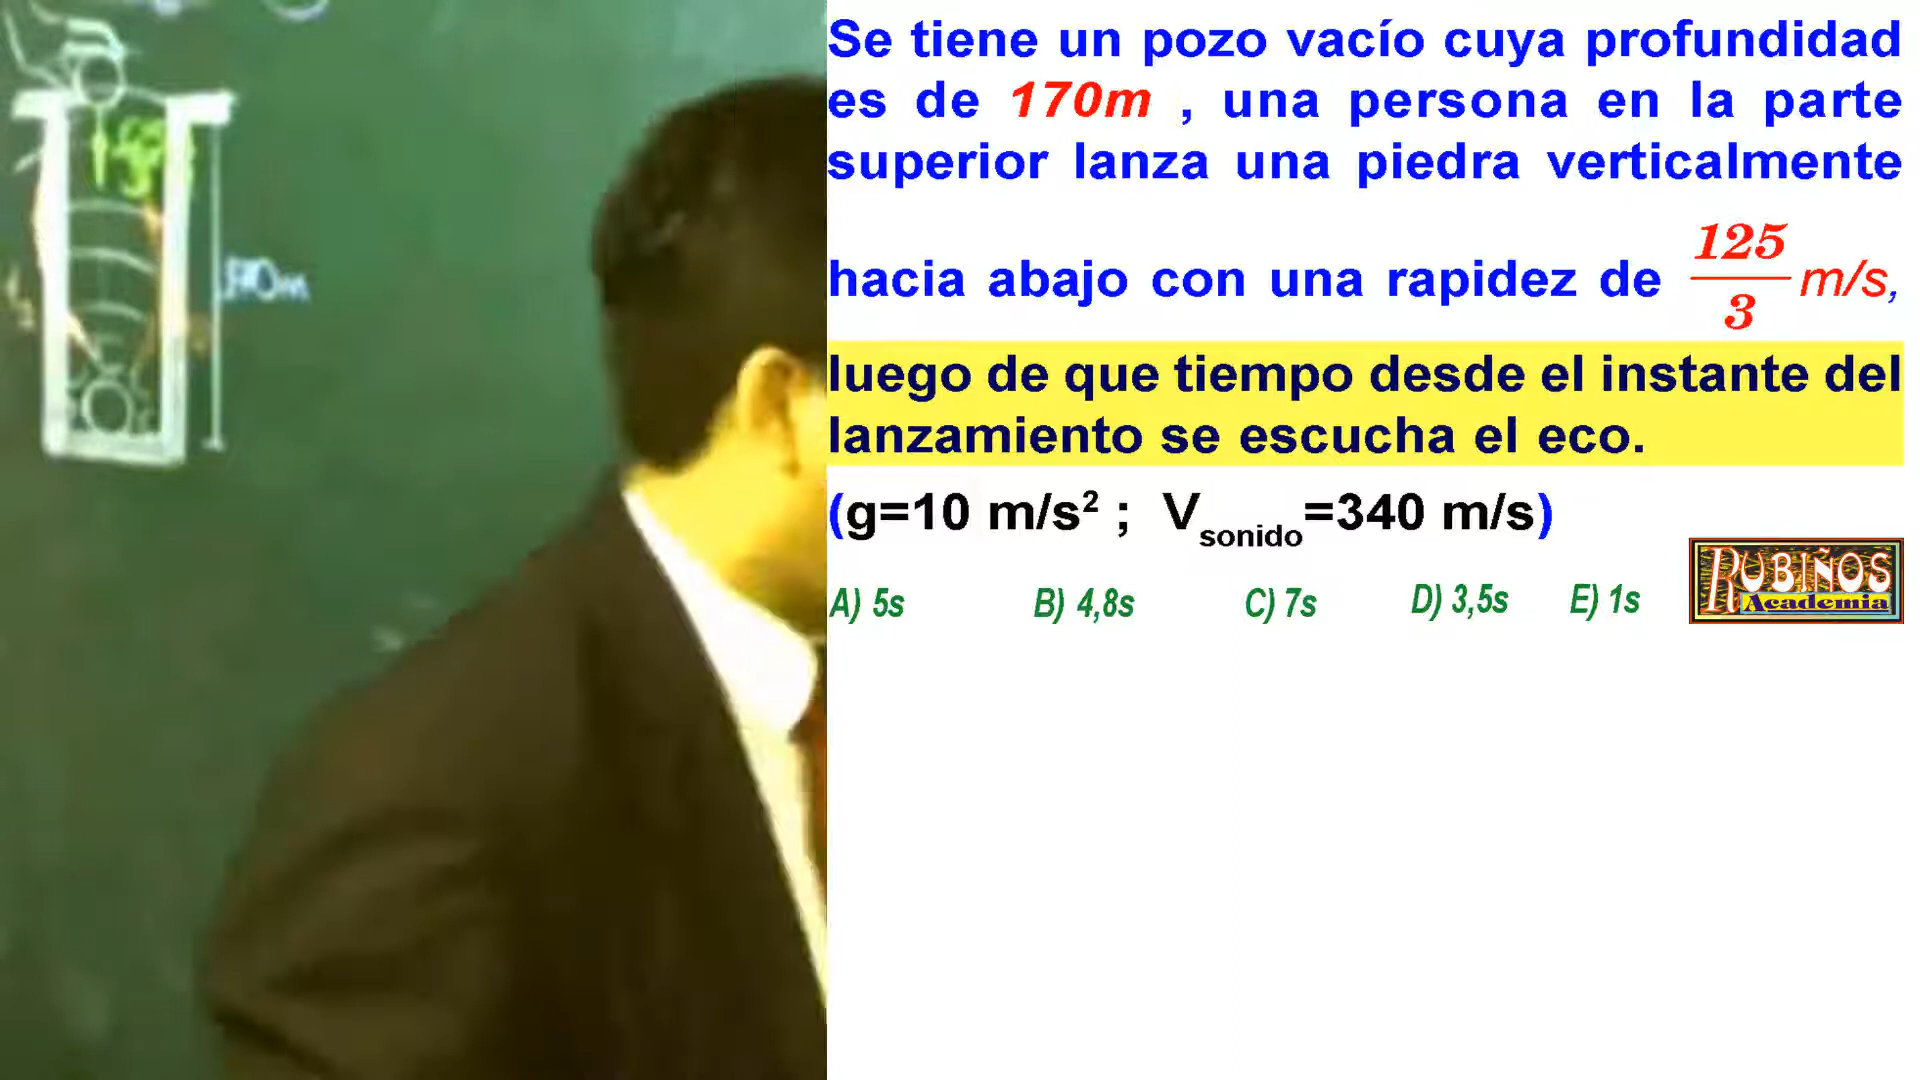 Se tiene un pozo vacío cuya profundidad
es de 170m , una persona en la parte
superior lanza una piedra verticalmente
hacia abajo con una rapidez de 125/3 m/s,
luego de que tiempo desde el instante del
lanzamiento se escucha el eco.
(g=10 m/s² ; Vsonido=340 m/s)
A) 5s B) 4,8s C) 7s D) 3,5s E) 1s
RUBIÑOS
Academia